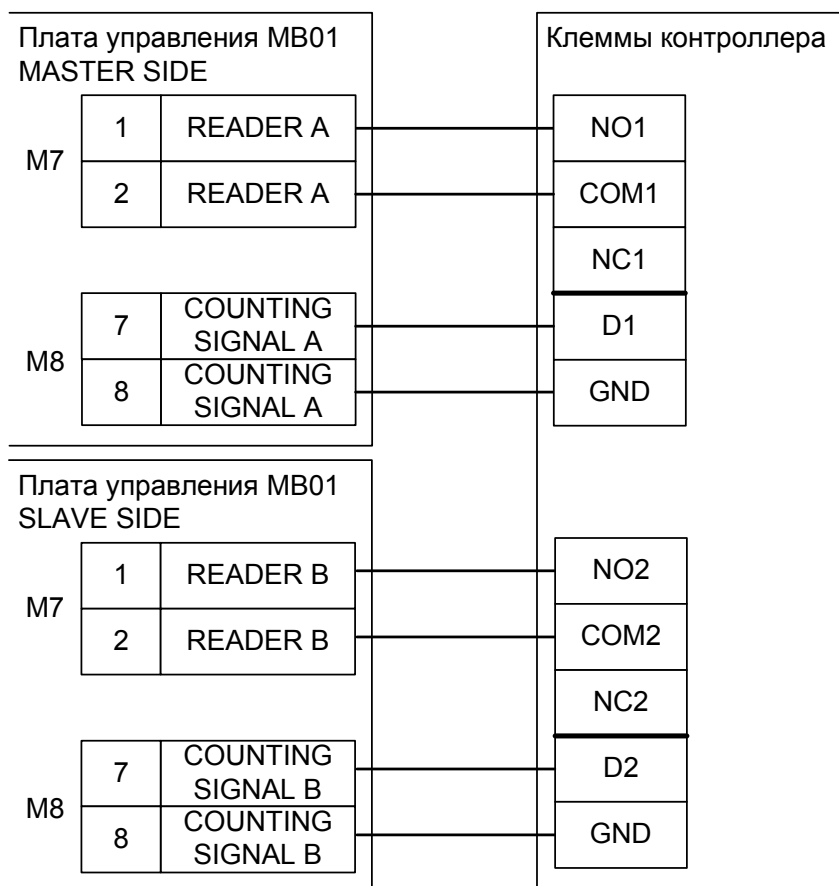 Плата управления MB01
MASTER SIDE
Клеммы контроллера
M7
1 READER A
2 READER A
NO1
COM1
NC1
M8
7 COUNTING
SIGNAL A
8 COUNTING
SIGNAL A
D1
GND
Плата управления MB01
SLAVE SIDE
M7
1 READER B
2 READER B
NO2
COM2
NC2
M8
7 COUNTING
SIGNAL B
8 COUNTING
SIGNAL B
D2
GND